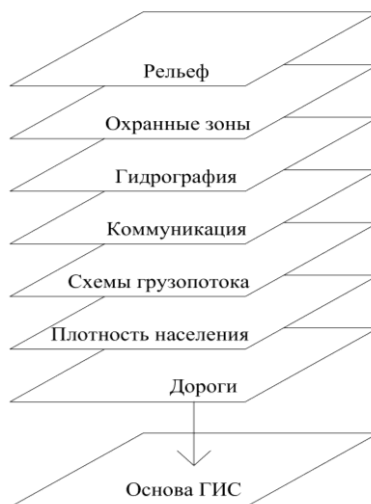 Рельеф
Охранные зоны
Гидрография
Коммуникация
Схемы грузопотока
Плотность населения
Дороги
Основа ГИС